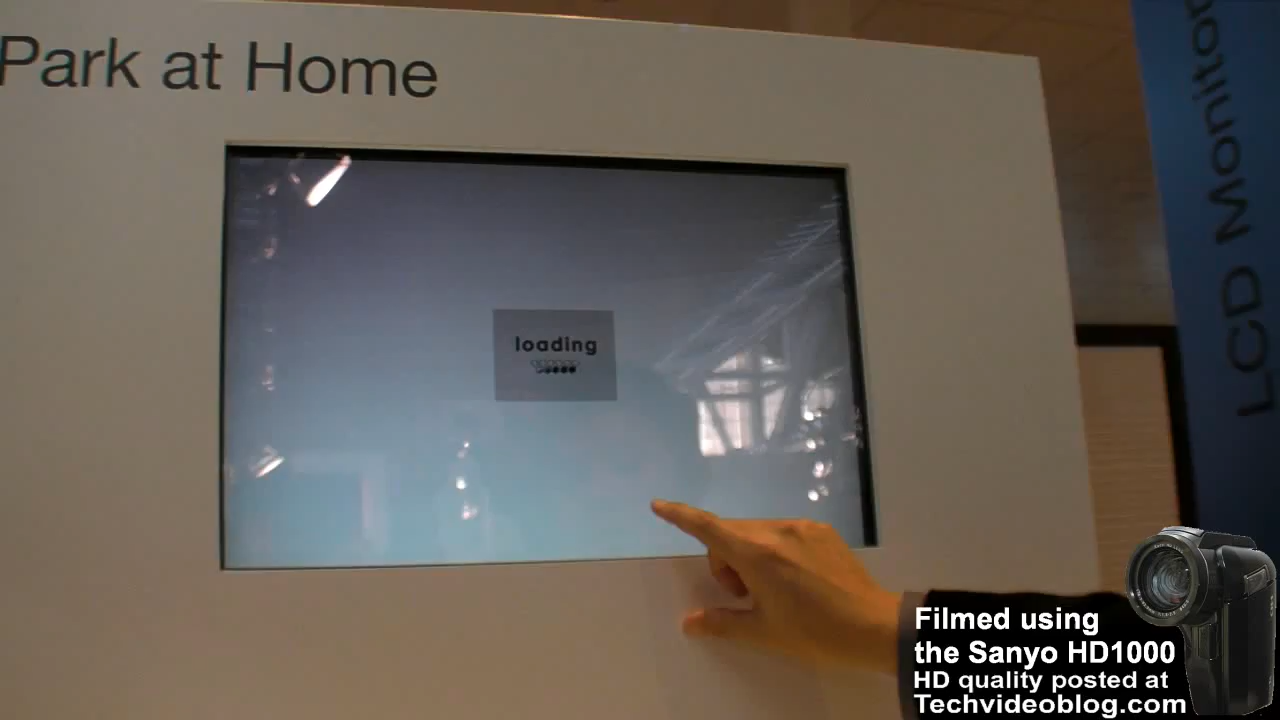 Park at Home
LCD Monitor
loading
Filmed using
the Sanyo HD1000
HD quality posted at
Techvideoblog.com